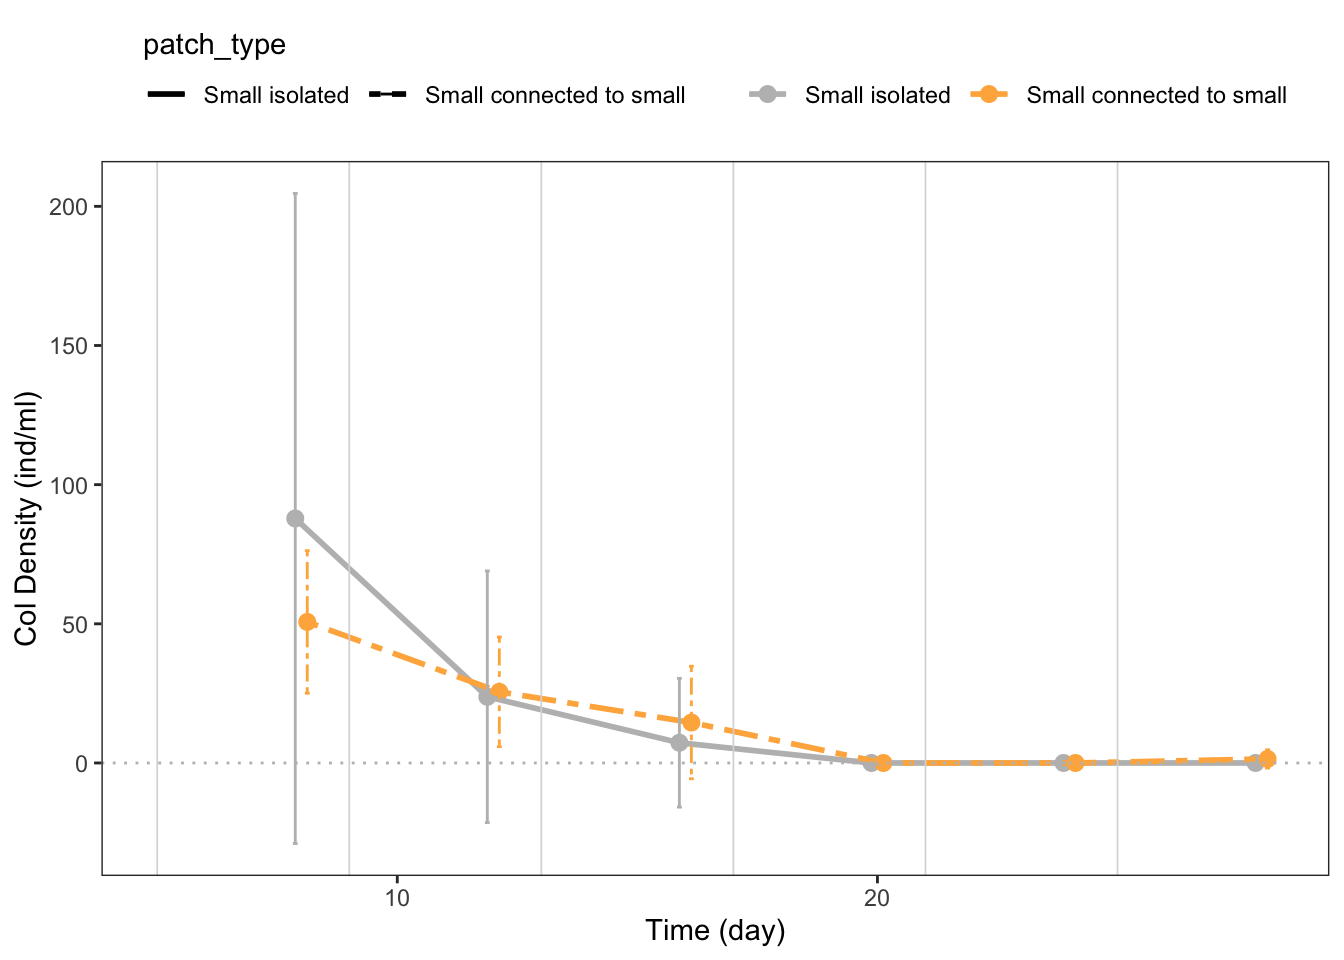 patch_type
Small isolated Small connected to small Small isolated Small connected to small
200
150
100
50
0
Col Density (ind/ml)
10 20
Time (day)